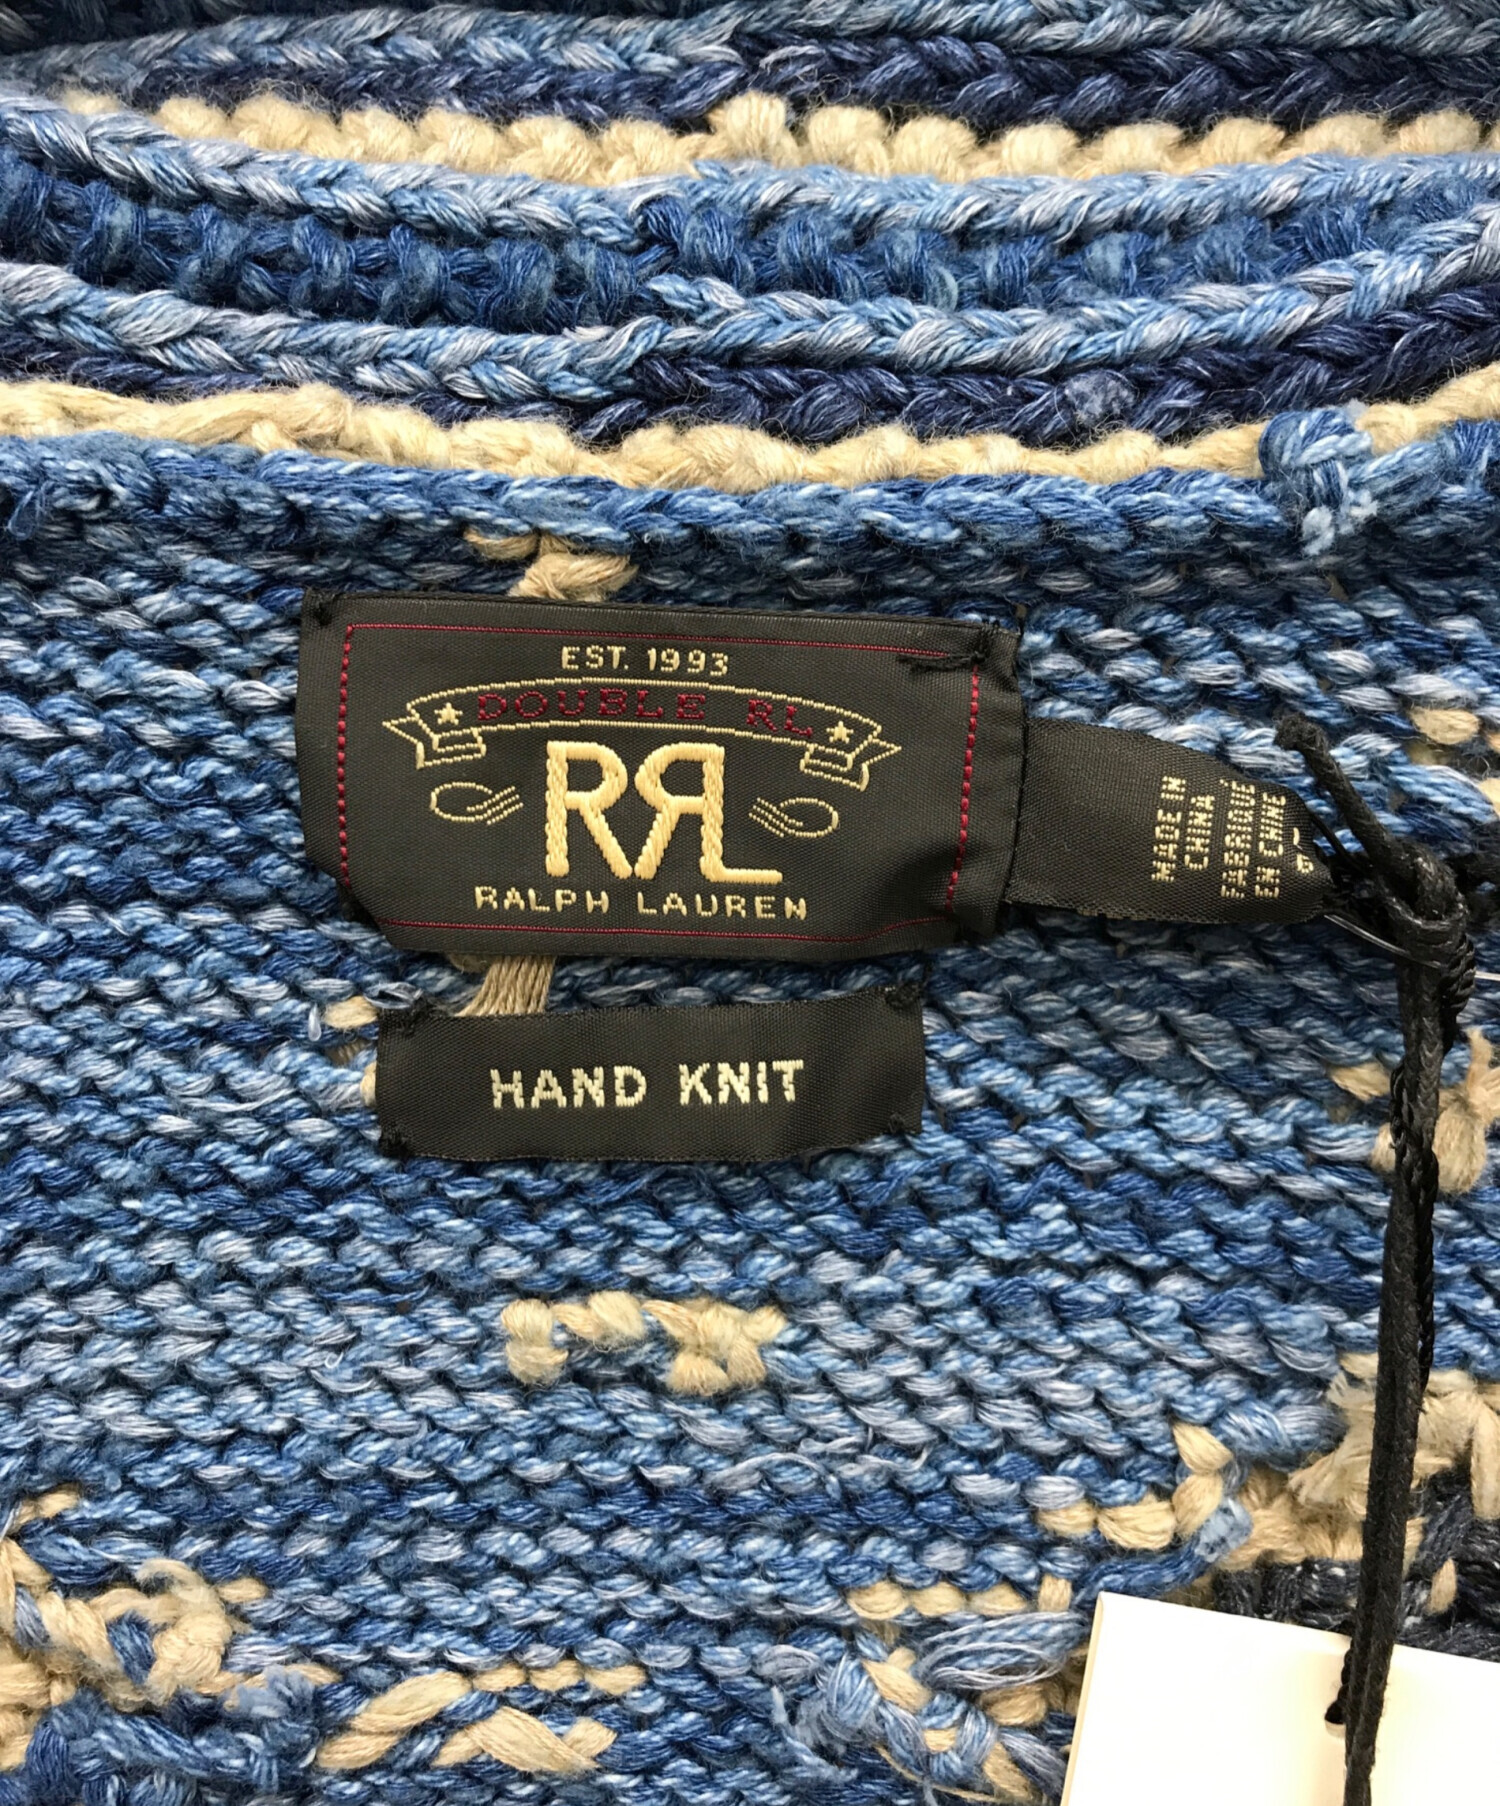 EST. 1993
DOUBLE RL
RRL
RALPH LAUREN
MADE IN
CHINA
FABRIQUÉ
EN CHINE
HAND KNIT